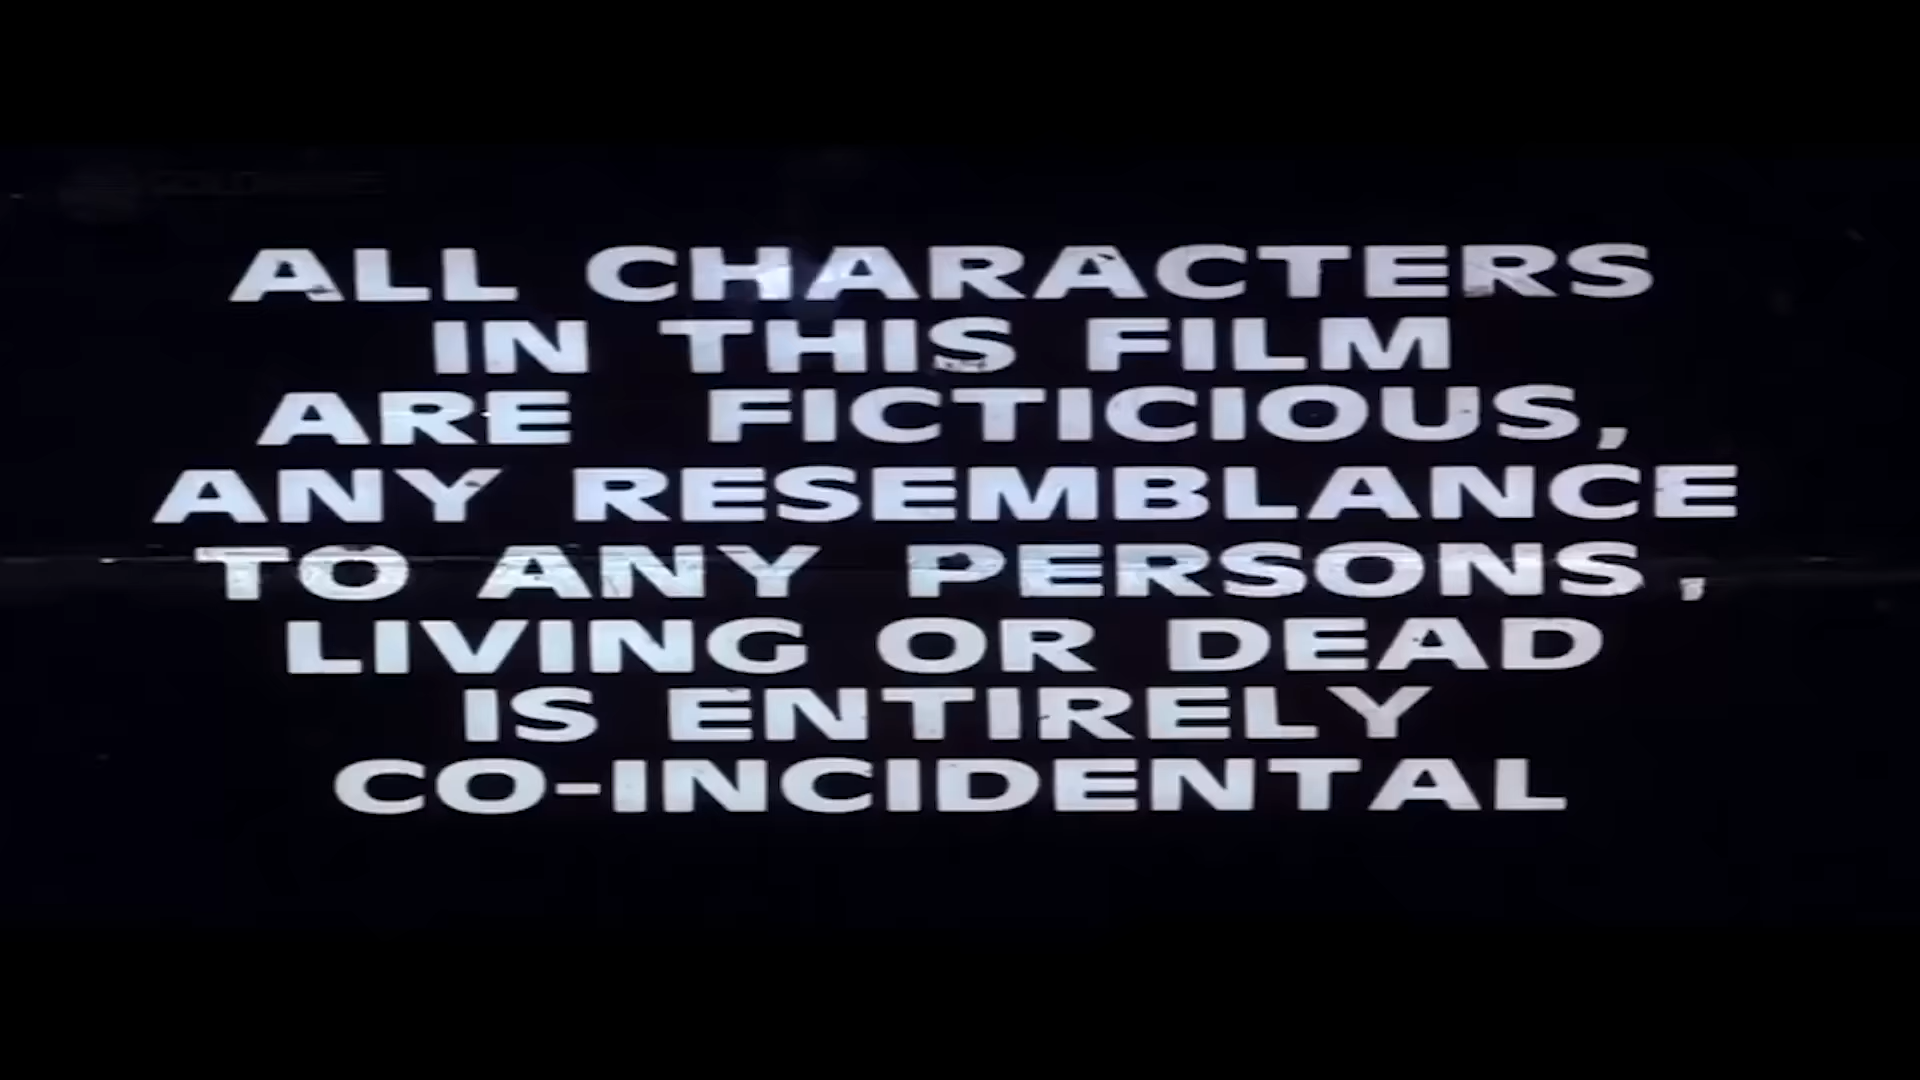 ALL CHARACTERS
IN THIS FILM
ARE FICTICIOUS,
ANY RESEMBLANCE
TO ANY PERSONS,
LIVING OR DEAD
IS ENTIRELY
CO-INCIDENTAL